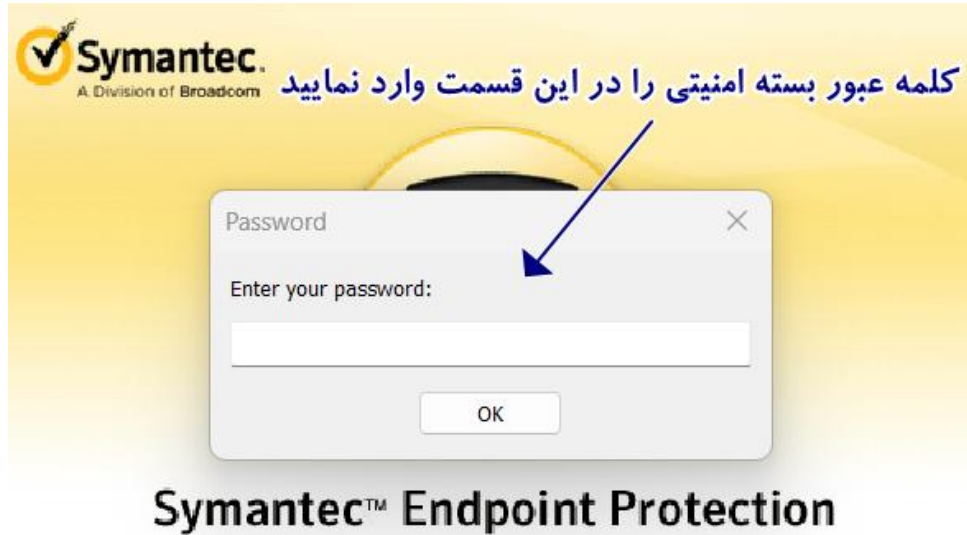 Symantec.
A Division of Broadcom
کلمه عبور بسته امنیتی را در این قسمت وارد نمایید
Password
Enter your password:
OK
Symantec™ Endpoint Protection